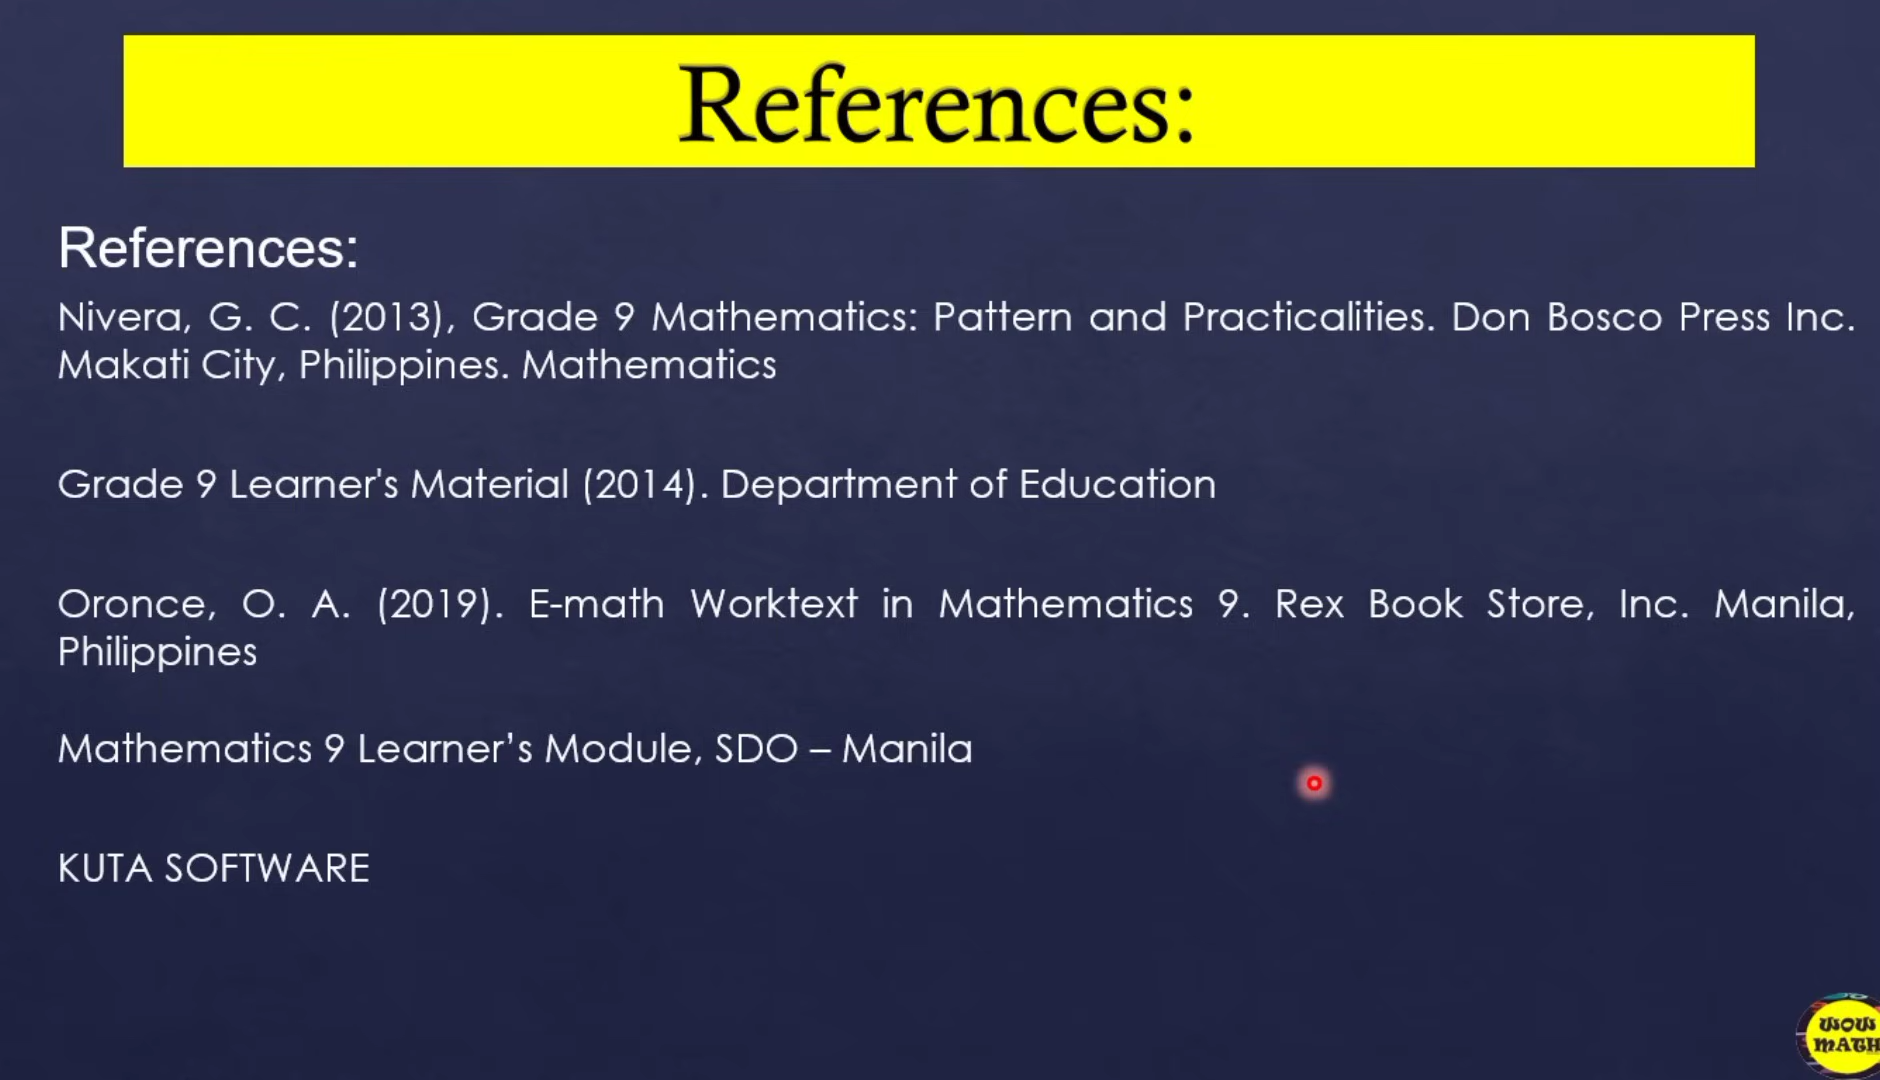 References:
References:
Nivera, G. C. (2013), Grade 9 Mathematics: Pattern and Practicalities. Don Bosco Press Inc.
Makati City, Philippines. Mathematics
Grade 9 Learner's Material (2014). Department of Education
Oronce, O. A. (2019). E-math Worktext in Mathematics 9. Rex Book Store, Inc. Manila,
Philippines
Mathematics 9 Learner’s Module, SDO – Manila
KUTA SOFTWARE
WOW
MATH